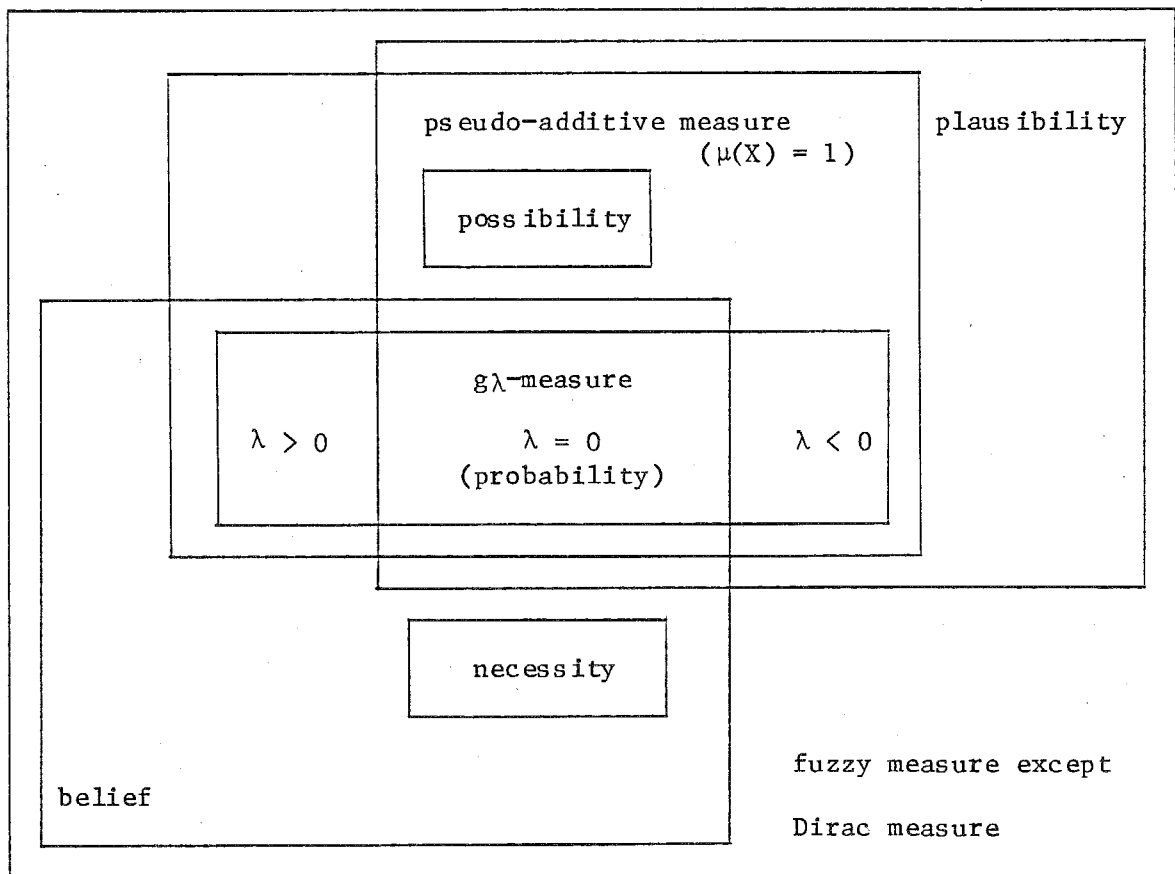 pseudo-additive measure
(μ(X) = 1)
plausibility
possibility
gλ-measure
λ > 0
λ = 0
λ < 0
(probability)
necessity
belief
fuzzy measure except
Dirac measure